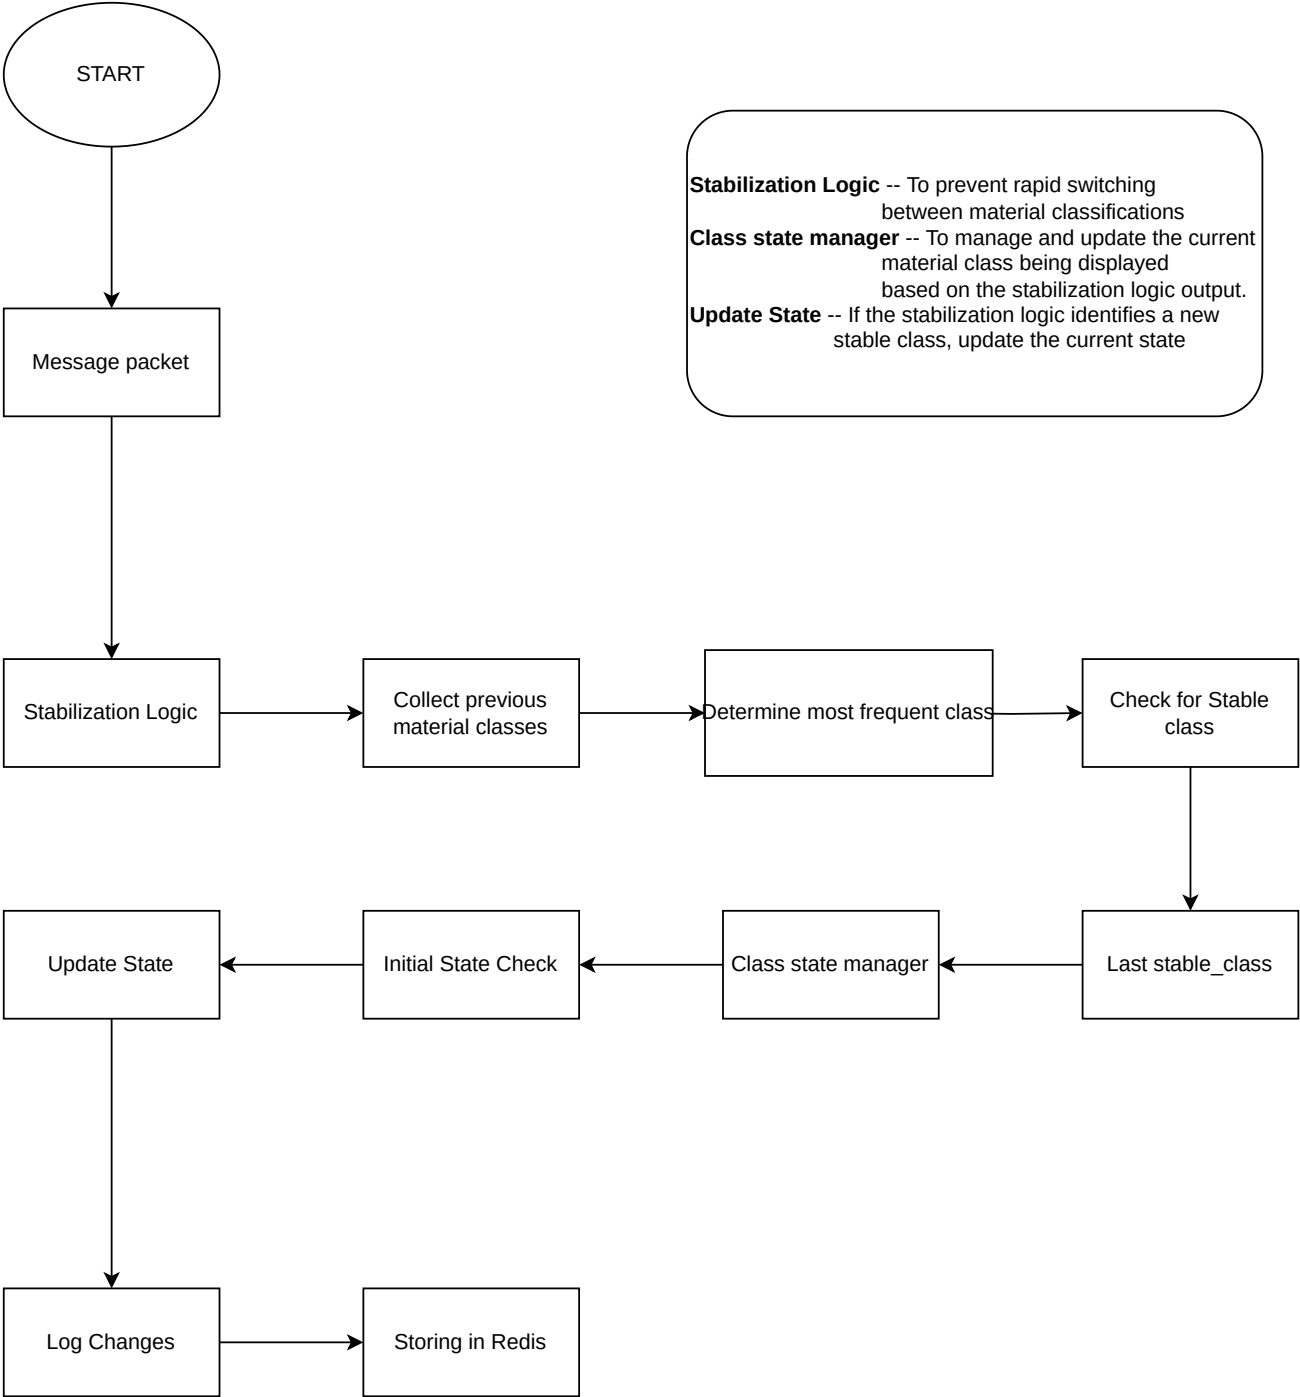 START
Stabilization Logic -- To prevent rapid switching
between material classifications
Class state manager -- To manage and update the current
material class being displayed
based on the stabilization logic output.
Update State -- If the stabilization logic identifies a new
stable class, update the current state
Message packet
Stabilization Logic
Collect previous
material classes
Determine most frequent class
Check for Stable
class
Update State
Initial State Check
Class state manager
Last stable_class
Log Changes
Storing in Redis